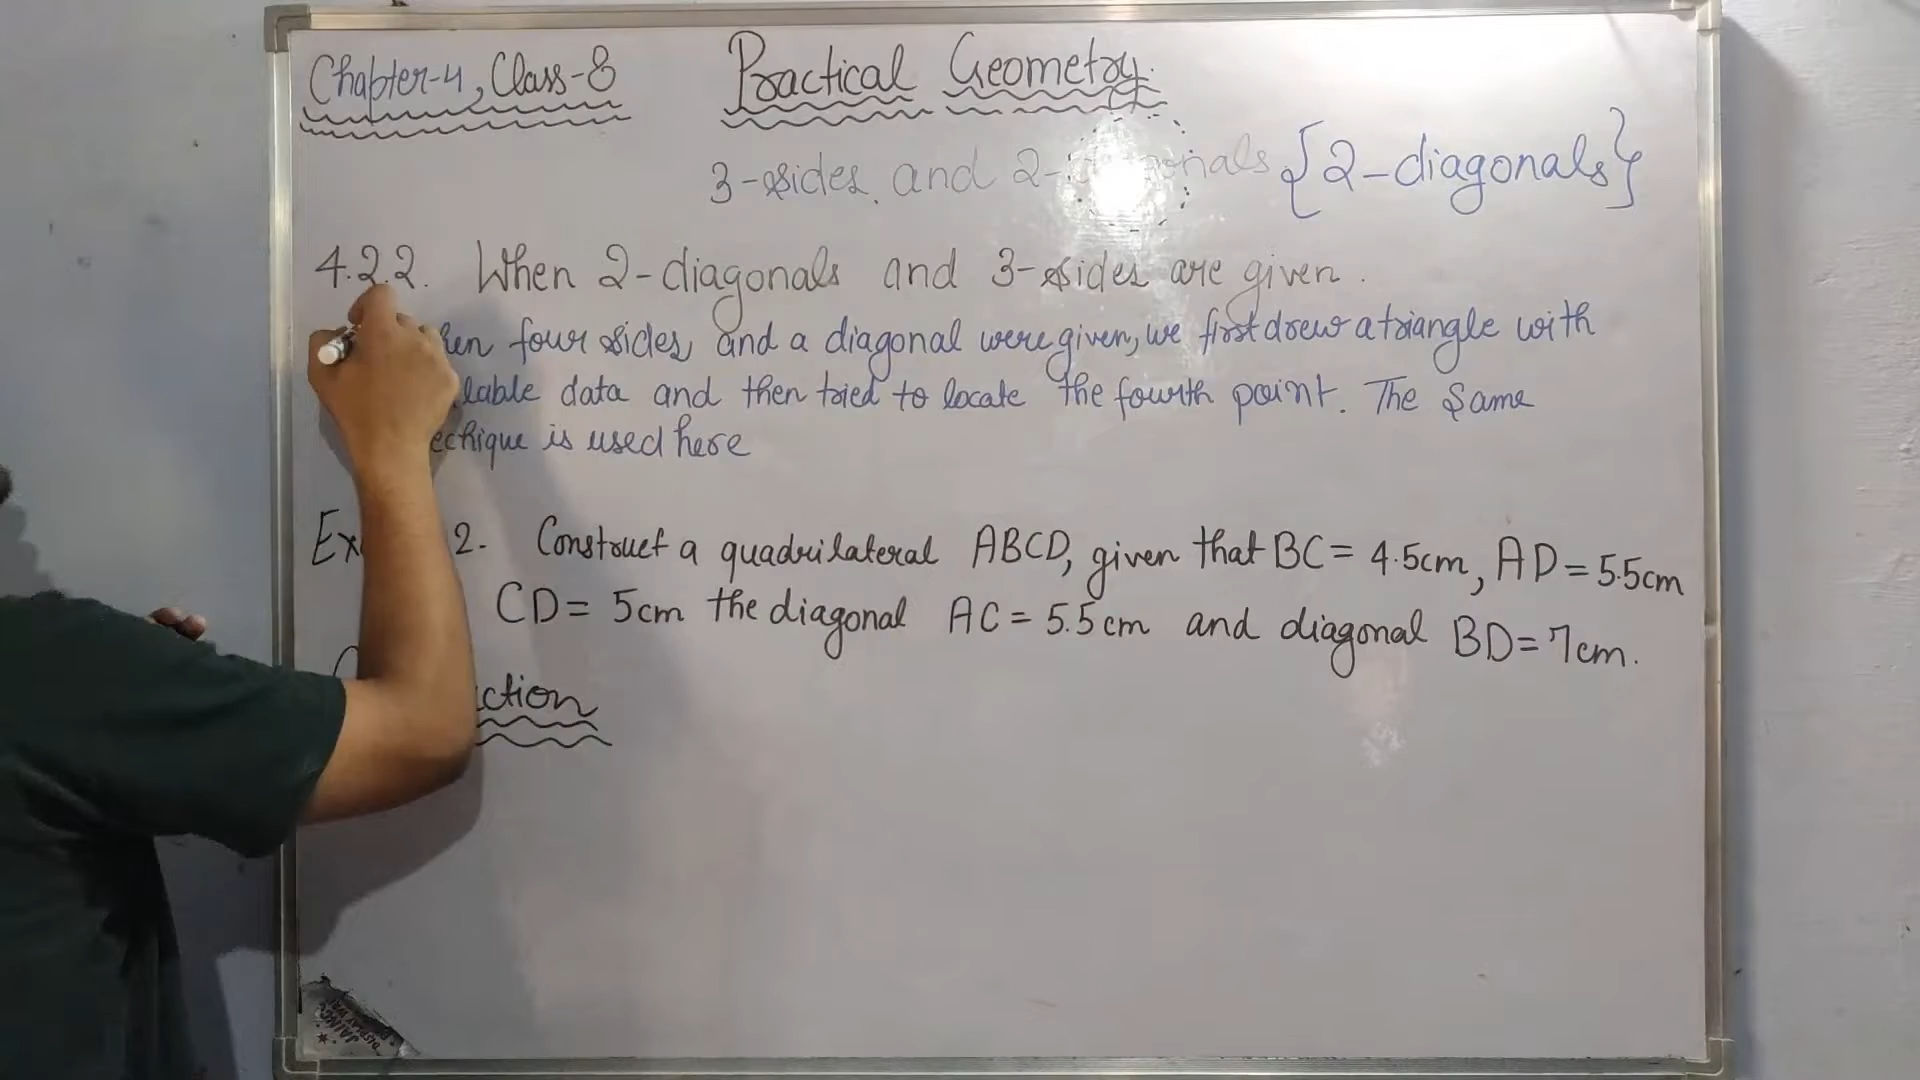 Chapter-4, Class-8 Practical Geometry.
3-sides, and 2- {2-diagonals}
4.2.2. When 2-diagonals and 3-sides are given.
four sides, and a diagonal were given, we first drew a triangle with
data and then tried to locate the fourth point. The Same
is used here
2. Construct a quadrilateral ABCD, given that BC = 4.5cm, AD = 5.5cm
CD = 5cm the diagonal AC = 5.5cm and diagonal BD = 7cm.